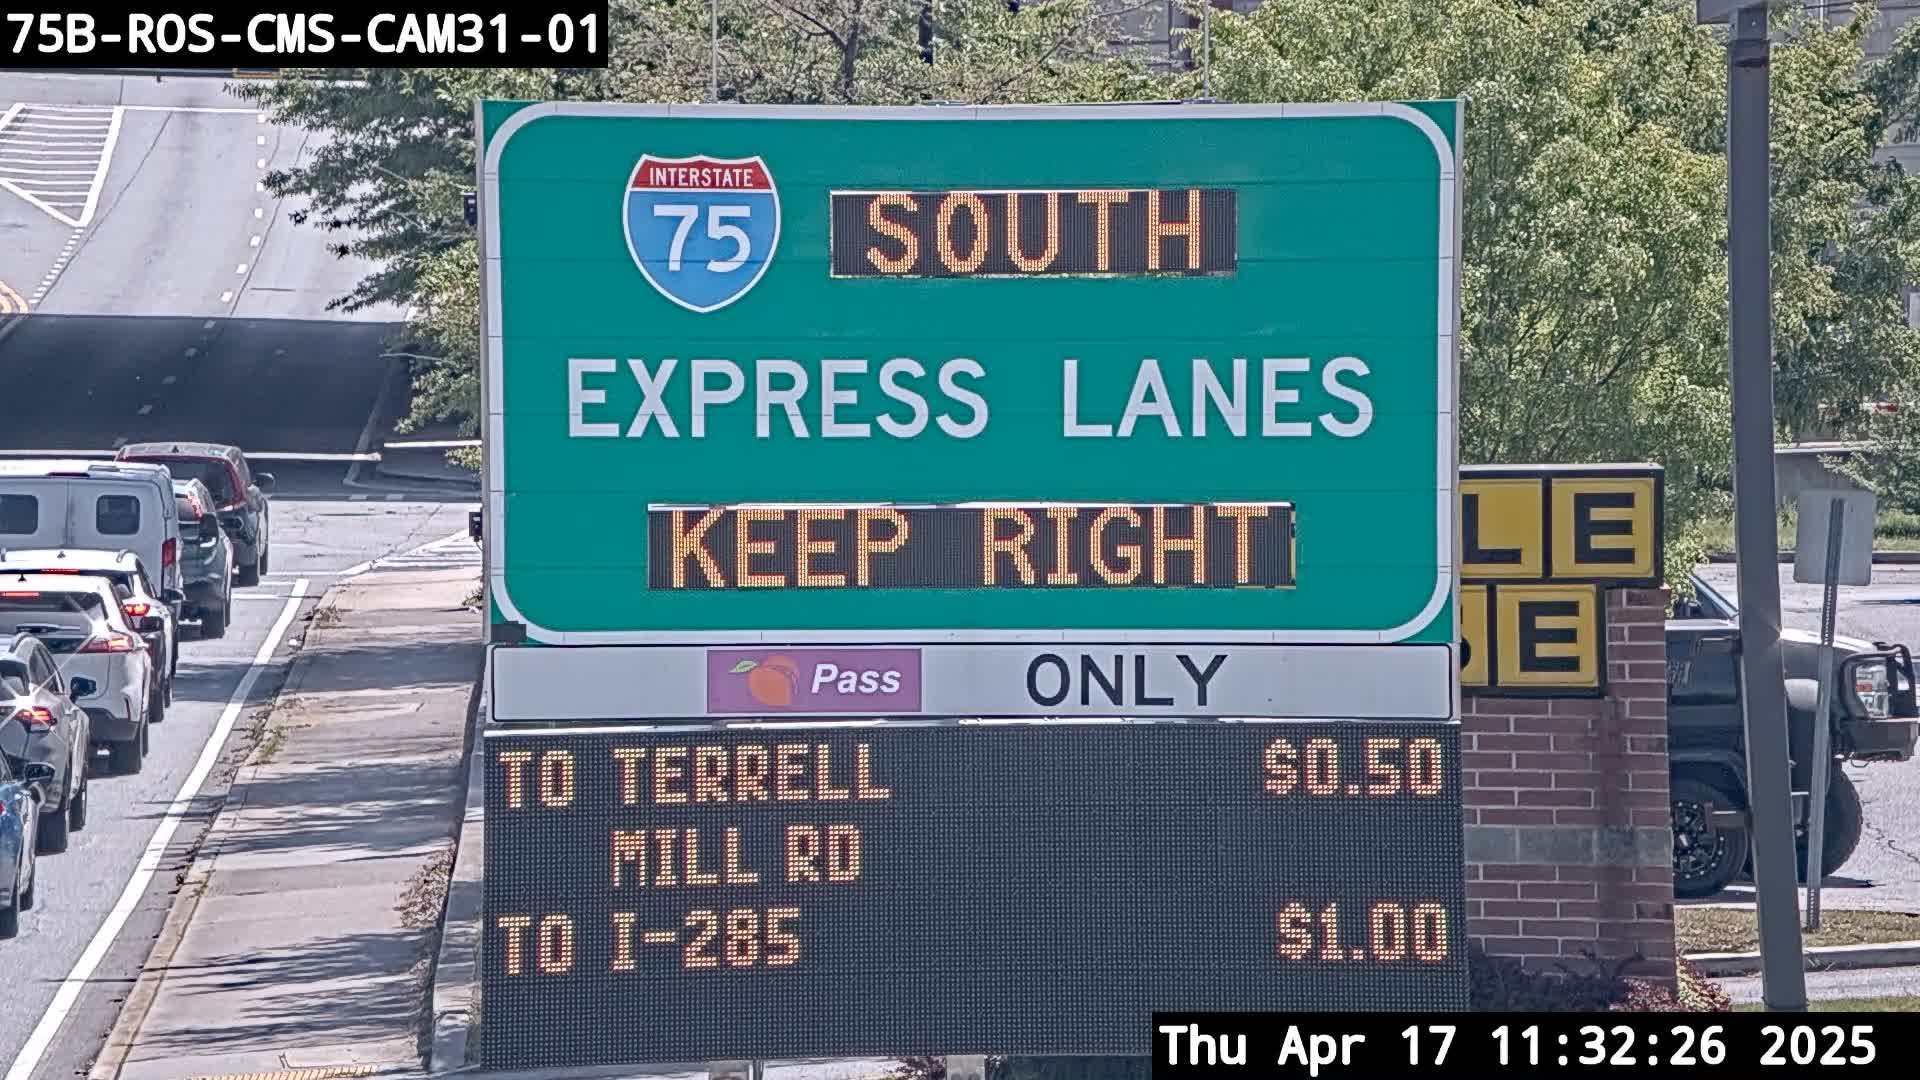 75B-ROS-CMS-CAM31-01
INTERSTATE
75
SOUTH
EXPRESS LANES
KEEP RIGHT
LE
E
Pass ONLY
TO TERRELL $0.50
MILL RD
TO I-285 $1.00
Thu Apr 17 11:32:26 2025